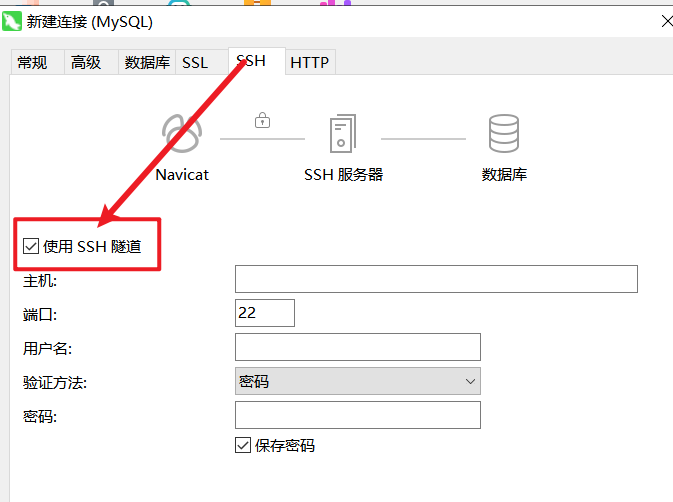 新建连接 (MySQL)
常规 高级 数据库 SSL SSH HTTP
Navicat SSH 服务器 数据库
使用 SSH 隧道
主机:
端口: 22
用户名:
验证方法: 密码
密码:
保存密码